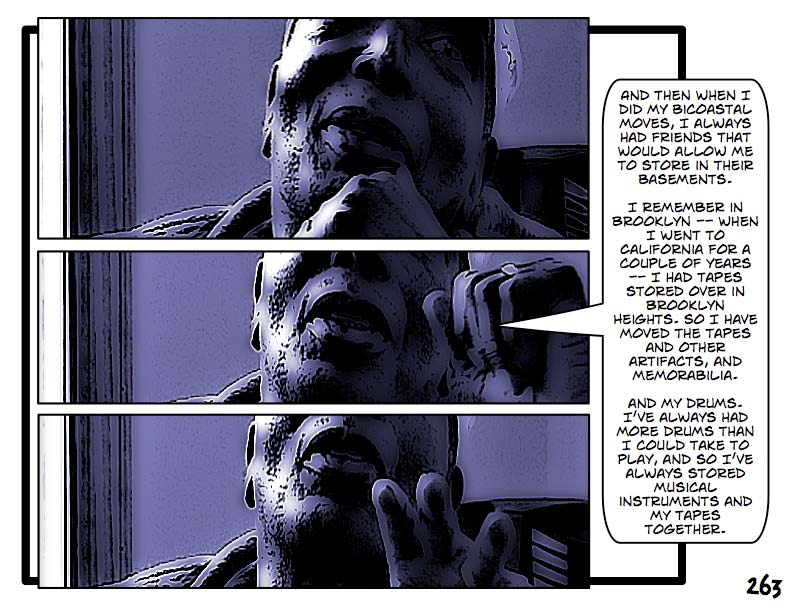 AND THEN WHEN I
DID MY BICOASTAL
MOVES, I ALWAYS
HAD FRIENDS THAT
WOULD ALLOW ME
TO STORE IN THEIR
BASEMENTS.
I REMEMBER IN
BROOKLYN -- WHEN
I WENT TO
CALIFORNIA FOR A
COUPLE OF YEARS
-- I HAD TAPES
STORED OVER IN
BROOKLYN
HEIGHTS. SO I HAVE
MOVED THE TAPES
AND OTHER
ARTIFACTS, AND
MEMORABILIA.
AND MY DRUMS.
I'VE ALWAYS HAD
MORE DRUMS THAN
I COULD TAKE TO
PLAY, AND SO I'VE
ALWAYS STORED
MUSICAL
INSTRUMENTS AND
MY TAPES
TOGETHER.
263